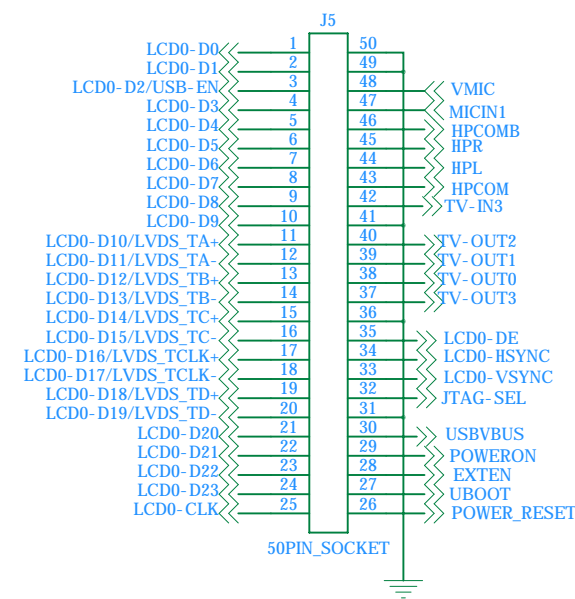 J5
LCD0-D0 1 50
LCD0-D1 2 49
LCD0-D2/USB-EN 3 48 VMIC
LCD0-D3 4 47 MICIN1
LCD0-D4 5 46 HPCOMB
LCD0-D5 6 45 HPR
LCD0-D6 7 44 HPL
LCD0-D7 8 43 HPCOM
LCD0-D8 9 42 TV-IN3
LCD0-D9 10 41
LCD0-D10/LVDS_TA+ 11 40 TV-OUT2
LCD0-D11/LVDS_TA- 12 39 TV-OUT1
LCD0-D12/LVDS_TB+ 13 38 TV-OUT0
LCD0-D13/LVDS_TB- 14 37 TV-OUT3
LCD0-D14/LVDS_TC+ 15 36
LCD0-D15/LVDS_TC- 16 35 LCD0-DE
LCD0-D16/LVDS_TCLK+ 17 34 LCD0-HSYNC
LCD0-D17/LVDS_TCLK- 18 33 LCD0-VSYNC
LCD0-D18/LVDS_TD+ 19 32 JTAG-SEL
LCD0-D19/LVDS_TD- 20 31
LCD0-D20 21 30 USBVBUS
LCD0-D21 22 29 POWERON
LCD0-D22 23 28 EXTEN
LCD0-D23 24 27 UBOOT
LCD0-CLK 25 26 POWER_RESET
50PIN_SOCKET